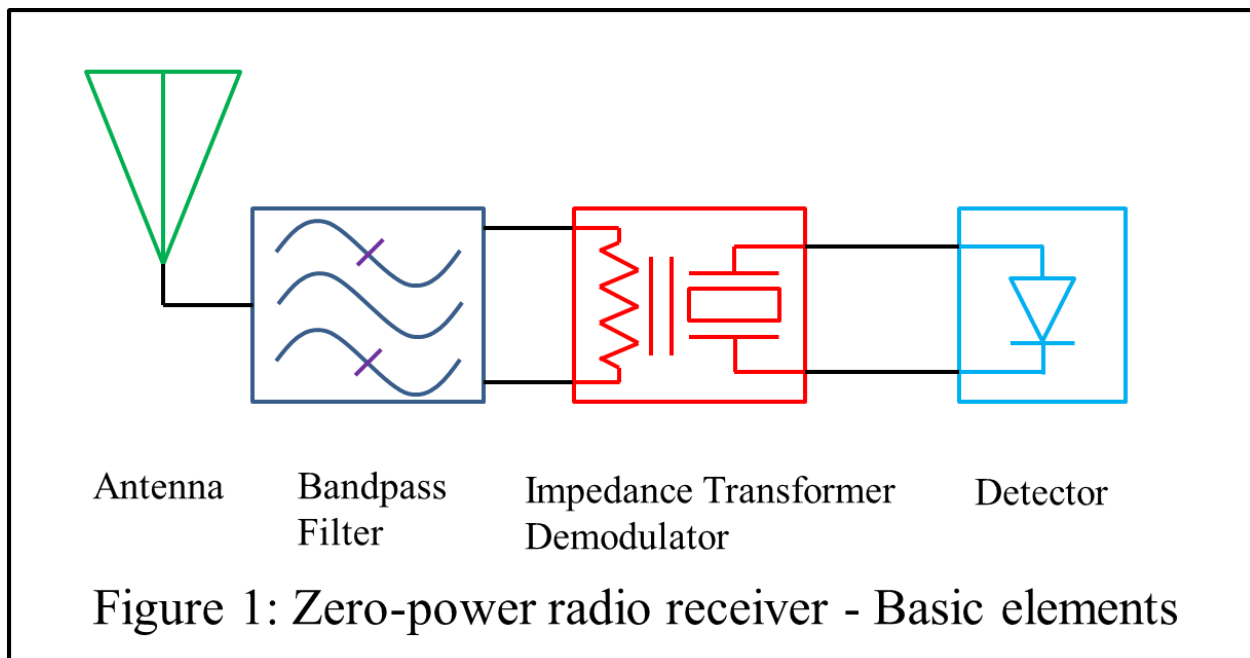 Antenna
Bandpass
Filter
Impedance Transformer
Demodulator
Detector
Figure 1: Zero-power radio receiver - Basic elements